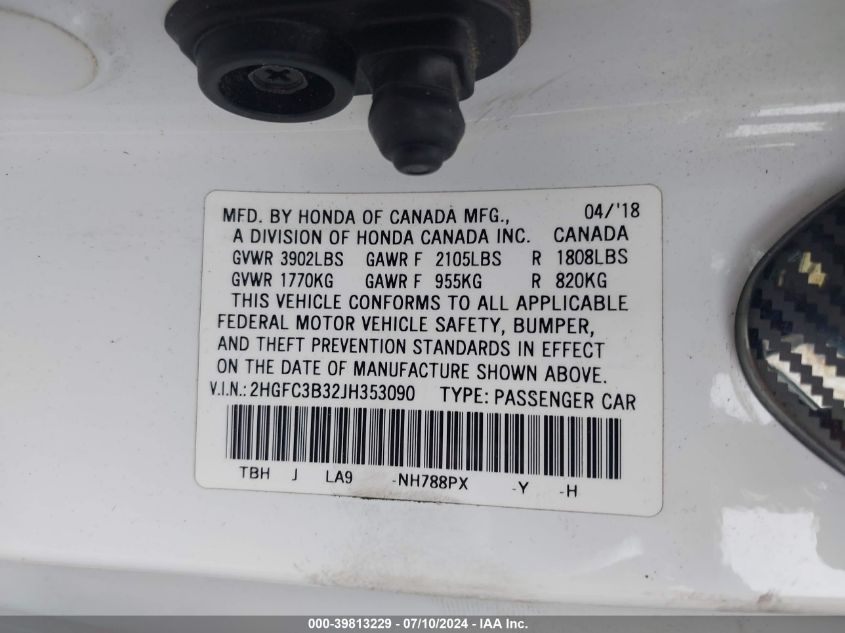 MFD. BY HONDA OF CANADA MFG., 04/'18
A DIVISION OF HONDA CANADA INC. CANADA
GVWR 3902LBS GAWR F 2105LBS R 1808LBS
GVWR 1770KG GAWR F 955KG R 820KG
THIS VEHICLE CONFORMS TO ALL APPLICABLE
FEDERAL MOTOR VEHICLE SAFETY, BUMPER,
AND THEFT PREVENTION STANDARDS IN EFFECT
ON THE DATE OF MANUFACTURE SHOWN ABOVE.
V.I.N.: 2HGFC3B32JH353090 TYPE: PASSENGER CAR
TBH J LA9 -NH788PX -Y -H
000-39813229 - 07/10/2024 - IAA Inc.